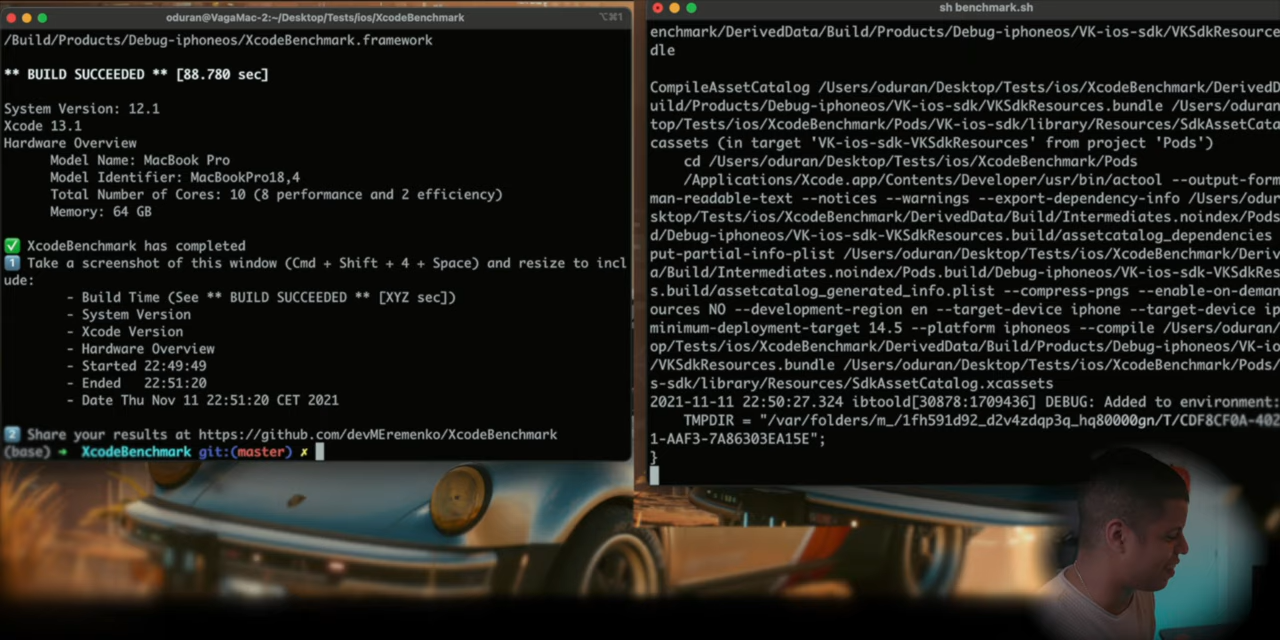 oduran@VagaMac-2:~/Desktop/Tests/ios/XcodeBenchmark
⌥⌘1
/Build/Products/Debug-iphoneos/XcodeBenchmark.framework
** BUILD SUCCEEDED ** [88.780 sec]
System Version: 12.1
Xcode 13.1
Hardware Overview
Model Name: MacBook Pro
Model Identifier: MacBookPro18,4
Total Number of Cores: 10 (8 performance and 2 efficiency)
Memory: 64 GB
✅ XcodeBenchmark has completed
1️⃣ Take a screenshot of this window (Cmd + Shift + 4 + Space) and resize to incl
ude:
- Build Time (See ** BUILD SUCCEEDED ** [XYZ sec])
- System Version
- Xcode Version
- Hardware Overview
- Started 22:49:49
- Ended   22:51:20
- Date Thu Nov 11 22:51:20 CET 2021
2️⃣ Share your results at https://github.com/devMEremenko/XcodeBenchmark
(base) ➜ XcodeBenchmark git:(master) ✗
sh benchmark.sh
enchmark/DerivedData/Build/Products/Debug-iphoneos/VK-ios-sdk/VKSdkResource
dle
CompileAssetCatalog /Users/oduran/Desktop/Tests/ios/XcodeBenchmark/DerivedD
uild/Products/Debug-iphoneos/VK-ios-sdk/VKSdkResources.bundle /Users/oduran
top/Tests/ios/XcodeBenchmark/Pods/VK-ios-sdk/library/Resources/SdkAssetCata
cassets (in target 'VK-ios-sdk-VKSdkResources' from project 'Pods')
cd /Users/oduran/Desktop/Tests/ios/XcodeBenchmark/Pods
/Applications/Xcode.app/Contents/Developer/usr/bin/actool --output-form
man-readable-text --notices --warnings --export-dependency-info /Users/odur
sktop/Tests/ios/XcodeBenchmark/DerivedData/Build/Intermediates.noindex/Pods
d/Debug-iphoneos/VK-ios-sdk-VKSdkResources.build/assetcatalog_dependencies
put-partial-info-plist /Users/oduran/Desktop/Tests/ios/XcodeBenchmark/Deriv
a/Build/Intermediates.noindex/Pods.build/Debug-iphoneos/VK-ios-sdk-VKSdkRes
s.build/assetcatalog_generated_info.plist --compress-pngs --enable-on-deman
ources NO --development-region en --target-device iphone --target-device ip
minimum-deployment-target 14.5 --platform iphoneos --compile /Users/oduran/
op/Tests/ios/XcodeBenchmark/DerivedData/Build/Products/Debug-iphoneos/VK-io
/VKSdkResources.bundle /Users/oduran/Desktop/Tests/ios/XcodeBenchmark/Pods/
s-sdk/library/Resources/SdkAssetCatalog.xcassets
2021-11-11 22:50:27.324 ibtoold[30878:1709436] DEBUG: Added to environment:
TMPDIR = "/var/folders/m_/1fh591d92_d2v4zdqp3q_hq80000gn/T/CDF8CF0A-402
1-AAF3-7A86303EA15E";
}